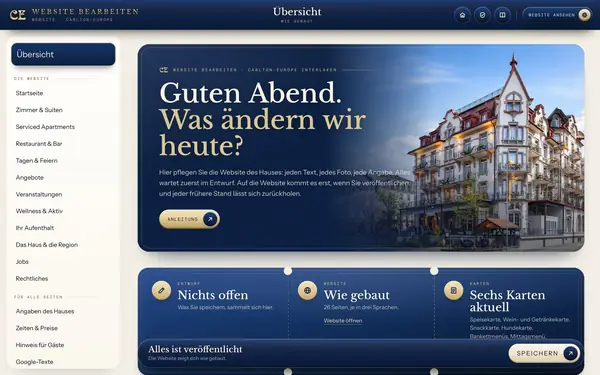 CE WEBSITE BEARBEITEN
WEBSITE · CARLTON-EUROPE
Übersicht
WIE GEBAUT
WEBSITE ANSEHEN
Übersicht
DIE WEBSITE
Startseite
Zimmer & Suiten
Serviced Apartments
Restaurant & Bar
Tagen & Feiern
Angebote
Veranstaltungen
Wellness & Aktiv
Ihr Aufenthalt
Das Haus & die Region
Jobs
Rechtliches
FÜR ALLE SEITEN
Angaben des Hauses
Zeiten & Preise
Hinweis für Gäste
Google-Texte
CE WEBSITE BEARBEITEN · CARLTON-EUROPE INTERLAKEN
Guten Abend.
Was ändern wir
heute?
Hier pflegen Sie die Website des Hauses: jeden Text, jedes Foto, jede Angabe. Alles
wartet zuerst im Entwurf. Auf die Website kommt es erst, wenn Sie veröffentlichen,
und jeder frühere Stand lässt sich zurückholen.
ANLEITUNG
ENTWURF
Nichts offen
Was Sie speichern, sammelt sich hier.
WEBSITE
Wie gebaut
26 Seiten, je in drei Sprachen.
Website öffnen
KARTEN
Sechs Karten
aktuell
Speisekarte, Wein- und Getränkekarte,
Snackkarte, Hundekarte,
Bankettmenüs, Mittagsmenü
Alles ist veröffentlicht
Die Website zeigt sich wie gebaut.
SPEICHERN